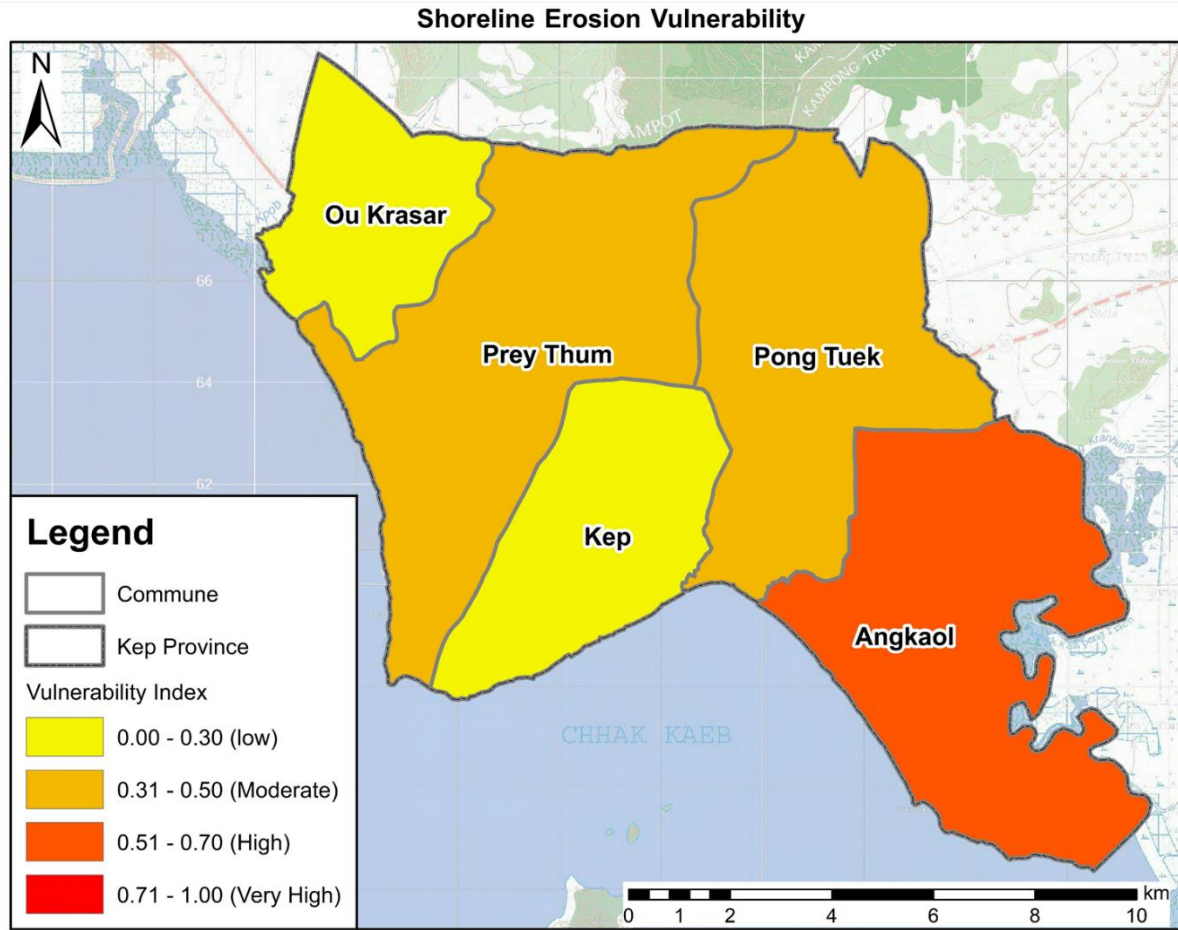 Shoreline Erosion Vulnerability
N
KAMPONG TRACH
KAMPOT
Ou Krasar
66
Prey Thum
Pong Tuek
64
62
Kep
Angkaol
CHHAK KAEB
Legend
Commune
Kep Province
Vulnerability Index
0.00 - 0.30 (low)
0.31 - 0.50 (Moderate)
0.51 - 0.70 (High)
0.71 - 1.00 (Very High)
km
0 1 2 4 6 8 10